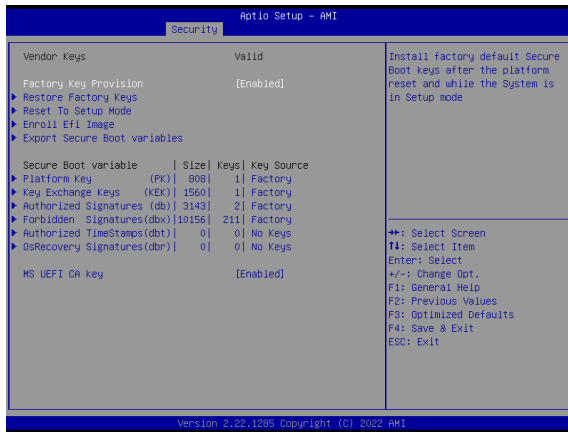 Aptio Setup - AMI
Security
Vendor Keys Valid
Factory Key Provision [Enabled]
Restore Factory Keys
Reset To Setup Mode
Enroll Efi Image
Export Secure Boot variables
Secure Boot variable | Size| Keys| Key Source
Platform Key (PK)| 808| 1| Factory
Key Exchange Keys (KEK)| 1560| 1| Factory
Authorized Signatures (db)| 3143| 2| Factory
Forbidden Signatures(dbx)|10156| 211| Factory
Authorized TimeStamps(dbt)| 0| 0| No Keys
OsRecovery Signatures(dbr)| 0| 0| No Keys
MS UEFI CA key [Enabled]
Install factory default Secure
Boot keys after the platform
reset and while the System is
in Setup mode
→←: Select Screen
↑↓: Select Item
Enter: Select
+/-: Change Opt.
F1: General Help
F2: Previous Values
F3: Optimized Defaults
F4: Save & Exit
ESC: Exit
Version 2.22.1285 Copyright (C) 2022 AMI